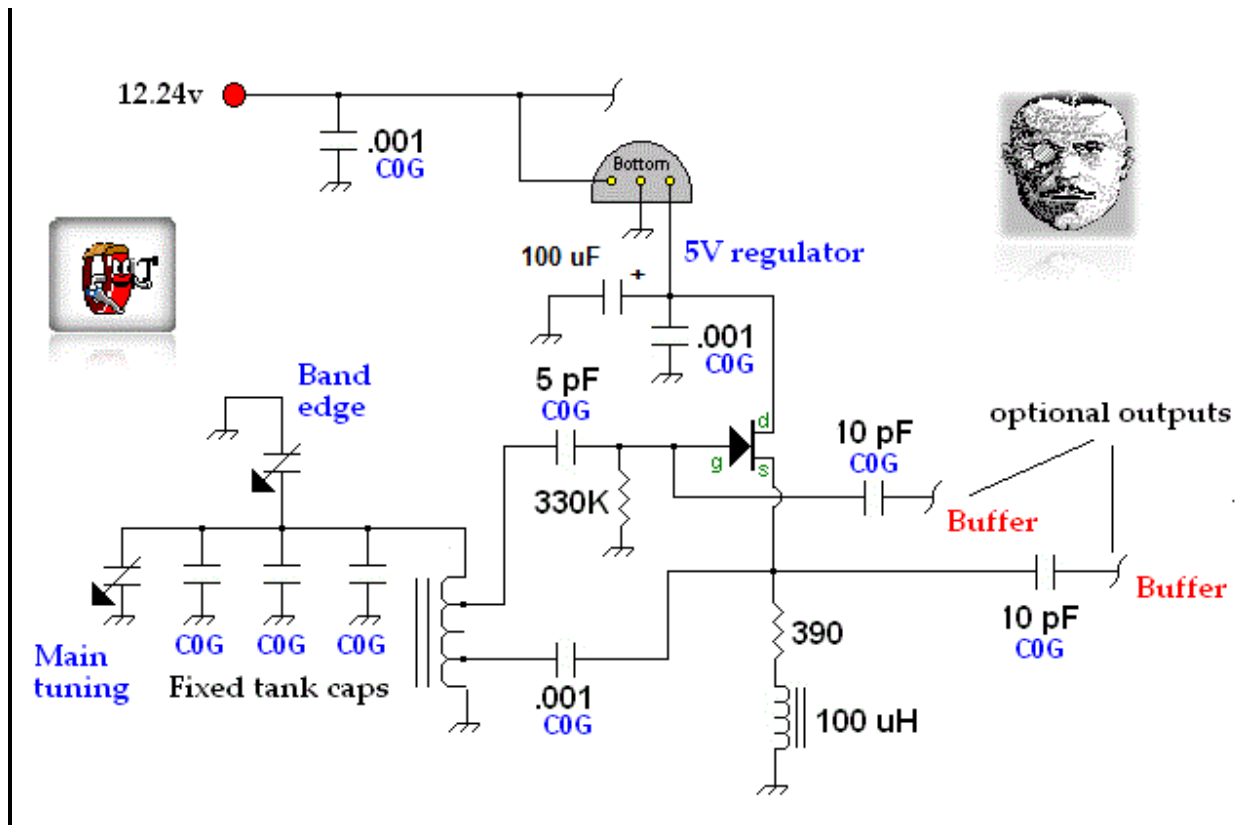 12.24v
.001
C0G
Bottom
100 uF
+
5V regulator
.001
C0G
5 pF
C0G
Band
edge
d
g
s
330K
10 pF
C0G
optional outputs
Buffer
Buffer
10 pF
C0G
390
100 uH
C0G
C0G
C0G
Main
tuning
Fixed tank caps
.001
C0G